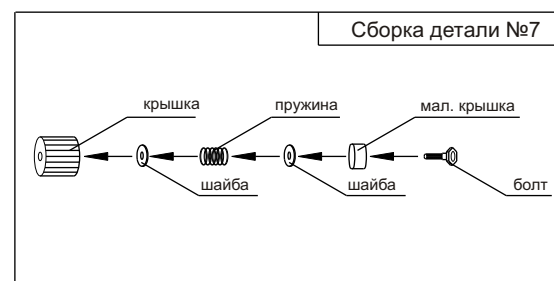 Сборка детали №7
крышка
пружина
мал. крышка
шайба
шайба
болт